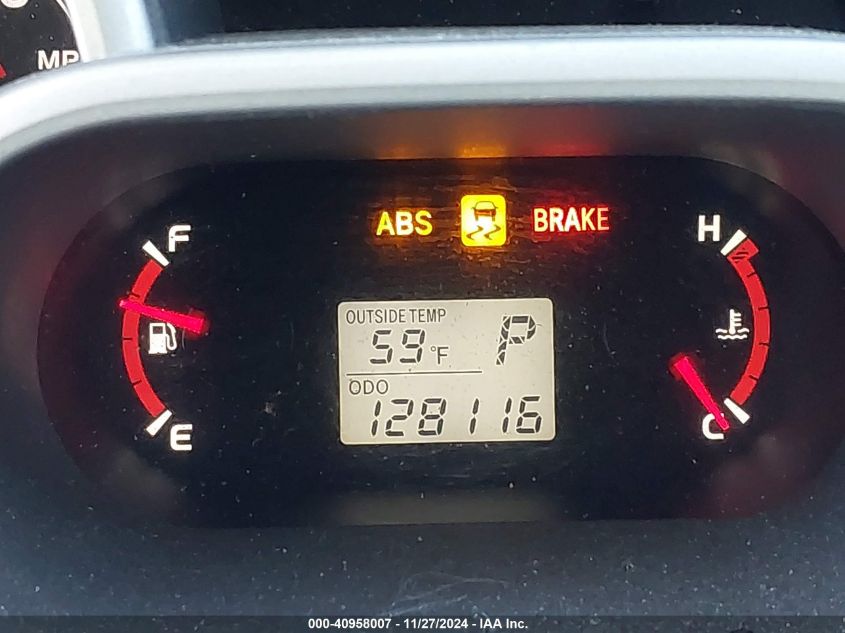 MP
ABS BRAKE
F H
OUTSIDE TEMP
59°F P
ODO
128116
E C
000-40958007 - 11/27/2024 - IAA Inc.